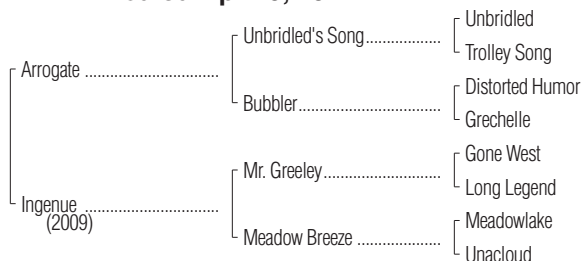 Unbridled
Unbridled's Song
Trolley Song
Arrogate
Distorted Humor
Bubbler
Grechelle
Gone West
Mr. Greeley
Long Legend
Ingenue
(2009)
Meadowlake
Meadow Breeze
Unacloud